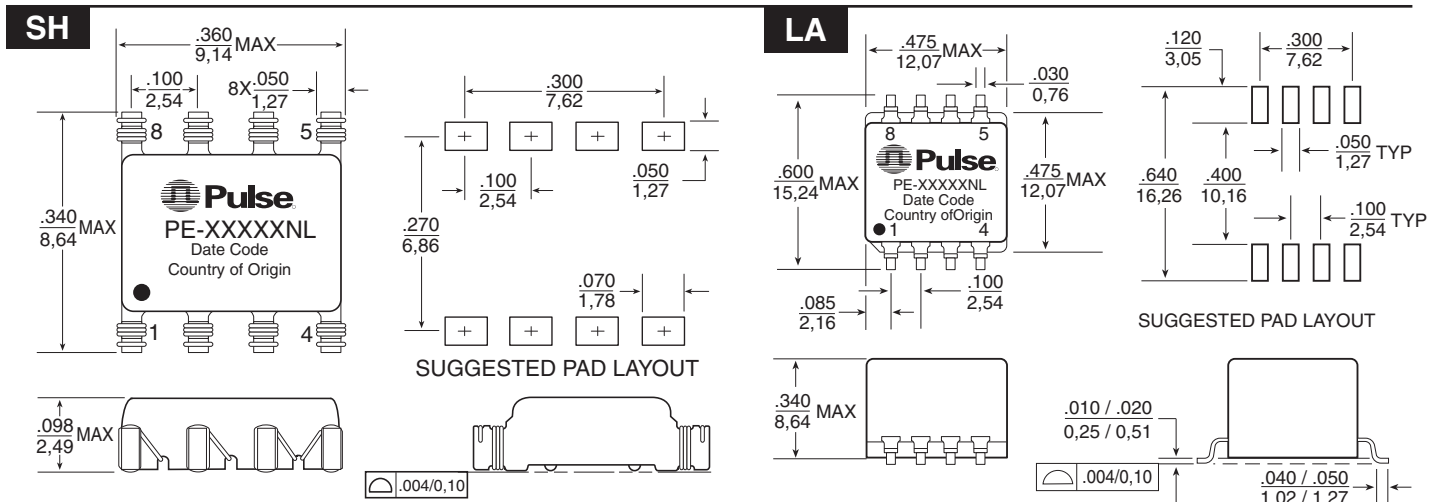 SH
.360
9,14 MAX
.100
2,54
8X .050
1,27
8 5
Pulse
PE-XXXXXNL
Date Code
Country of Origin
1 4
.340
8,64 MAX
.300
7,62
.050
1,27
.100
2,54
.270
6,86
.070
1,78
SUGGESTED PAD LAYOUT
.098
2,49 MAX
.004/0,10
LA
.475
12,07 MAX
.030
0,76
8 5
Pulse
PE-XXXXXNL
Date Code
Country ofOrigin
1 4
.600
15,24 MAX
.475
12,07 MAX
.085
2,16
.100
2,54
.120
3,05
.300
7,62
.050
1,27 TYP
.640
16,26
.400
10,16
.100
2,54 TYP
SUGGESTED PAD LAYOUT
.340
8,64 MAX
.010 / .020
0,25 / 0,51
.004/0,10
.040 / .050
1,02 / 1,27